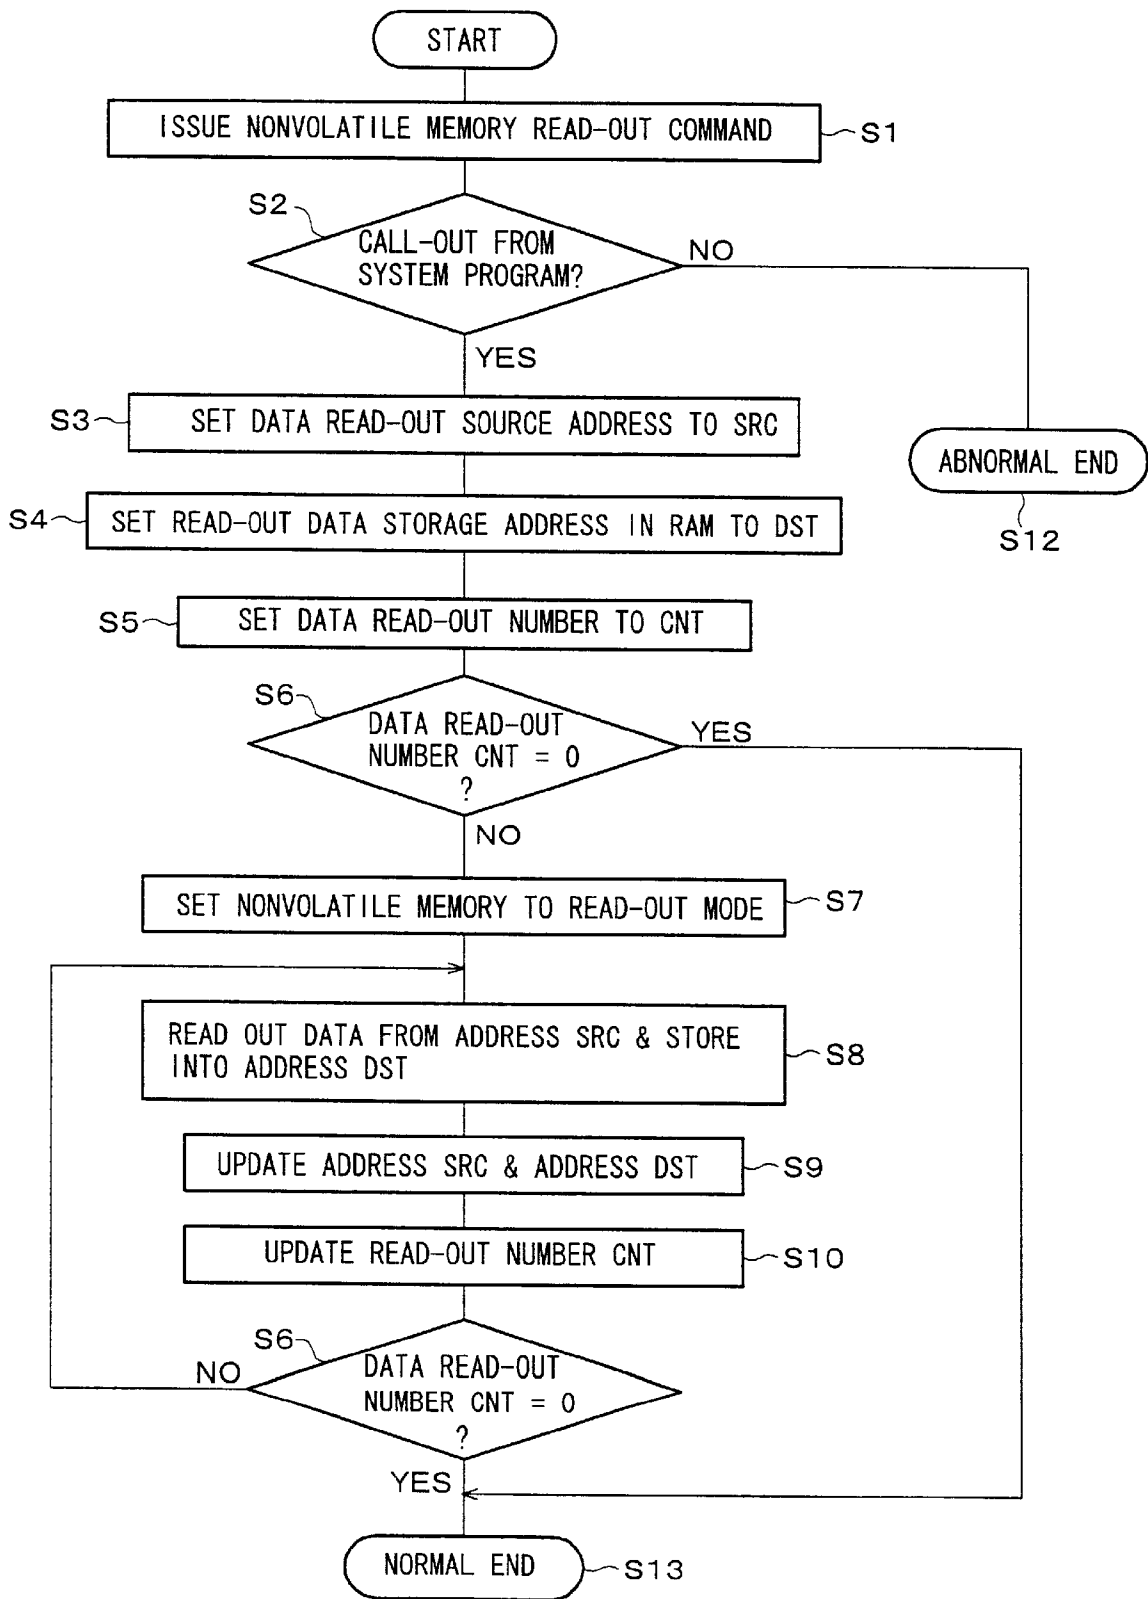 START
ISSUE NONVOLATILE MEMORY READ-OUT COMMAND
S1
S2
CALL-OUT FROM
SYSTEM PROGRAM?
NO
YES
S3
SET DATA READ-OUT SOURCE ADDRESS TO SRC
ABNORMAL END
S12
S4
SET READ-OUT DATA STORAGE ADDRESS IN RAM TO DST
S5
SET DATA READ-OUT NUMBER TO CNT
S6
DATA READ-OUT
NUMBER CNT = 0
?
YES
NO
SET NONVOLATILE MEMORY TO READ-OUT MODE
S7
READ OUT DATA FROM ADDRESS SRC & STORE
INTO ADDRESS DST
S8
UPDATE ADDRESS SRC & ADDRESS DST
S9
UPDATE READ-OUT NUMBER CNT
S10
S6
DATA READ-OUT
NUMBER CNT = 0
?
NO
YES
NORMAL END
S13